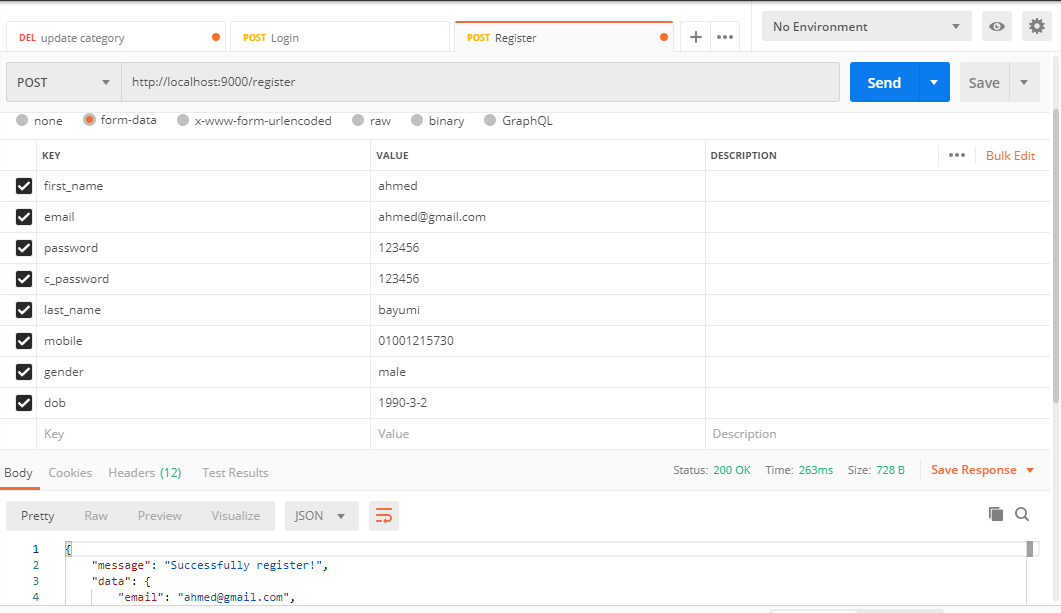 DEL update category
POST Login
POST Register
No Environment
POST
http://localhost:9000/register
Send
Save
none
form-data
x-www-form-urlencoded
raw
binary
GraphQL
KEY VALUE DESCRIPTION Bulk Edit
first_name ahmed
email ahmed@gmail.com
password 123456
c_password 123456
last_name bayumi
mobile 01001215730
gender male
dob 1990-3-2
Key Value Description
Body Cookies Headers (12) Test Results Status: 200 OK Time: 263ms Size: 728 B Save Response
Pretty Raw Preview Visualize JSON
1 {
2 "message": "Successfully register!",
3 "data": {
4 "email": "ahmed@gmail.com",